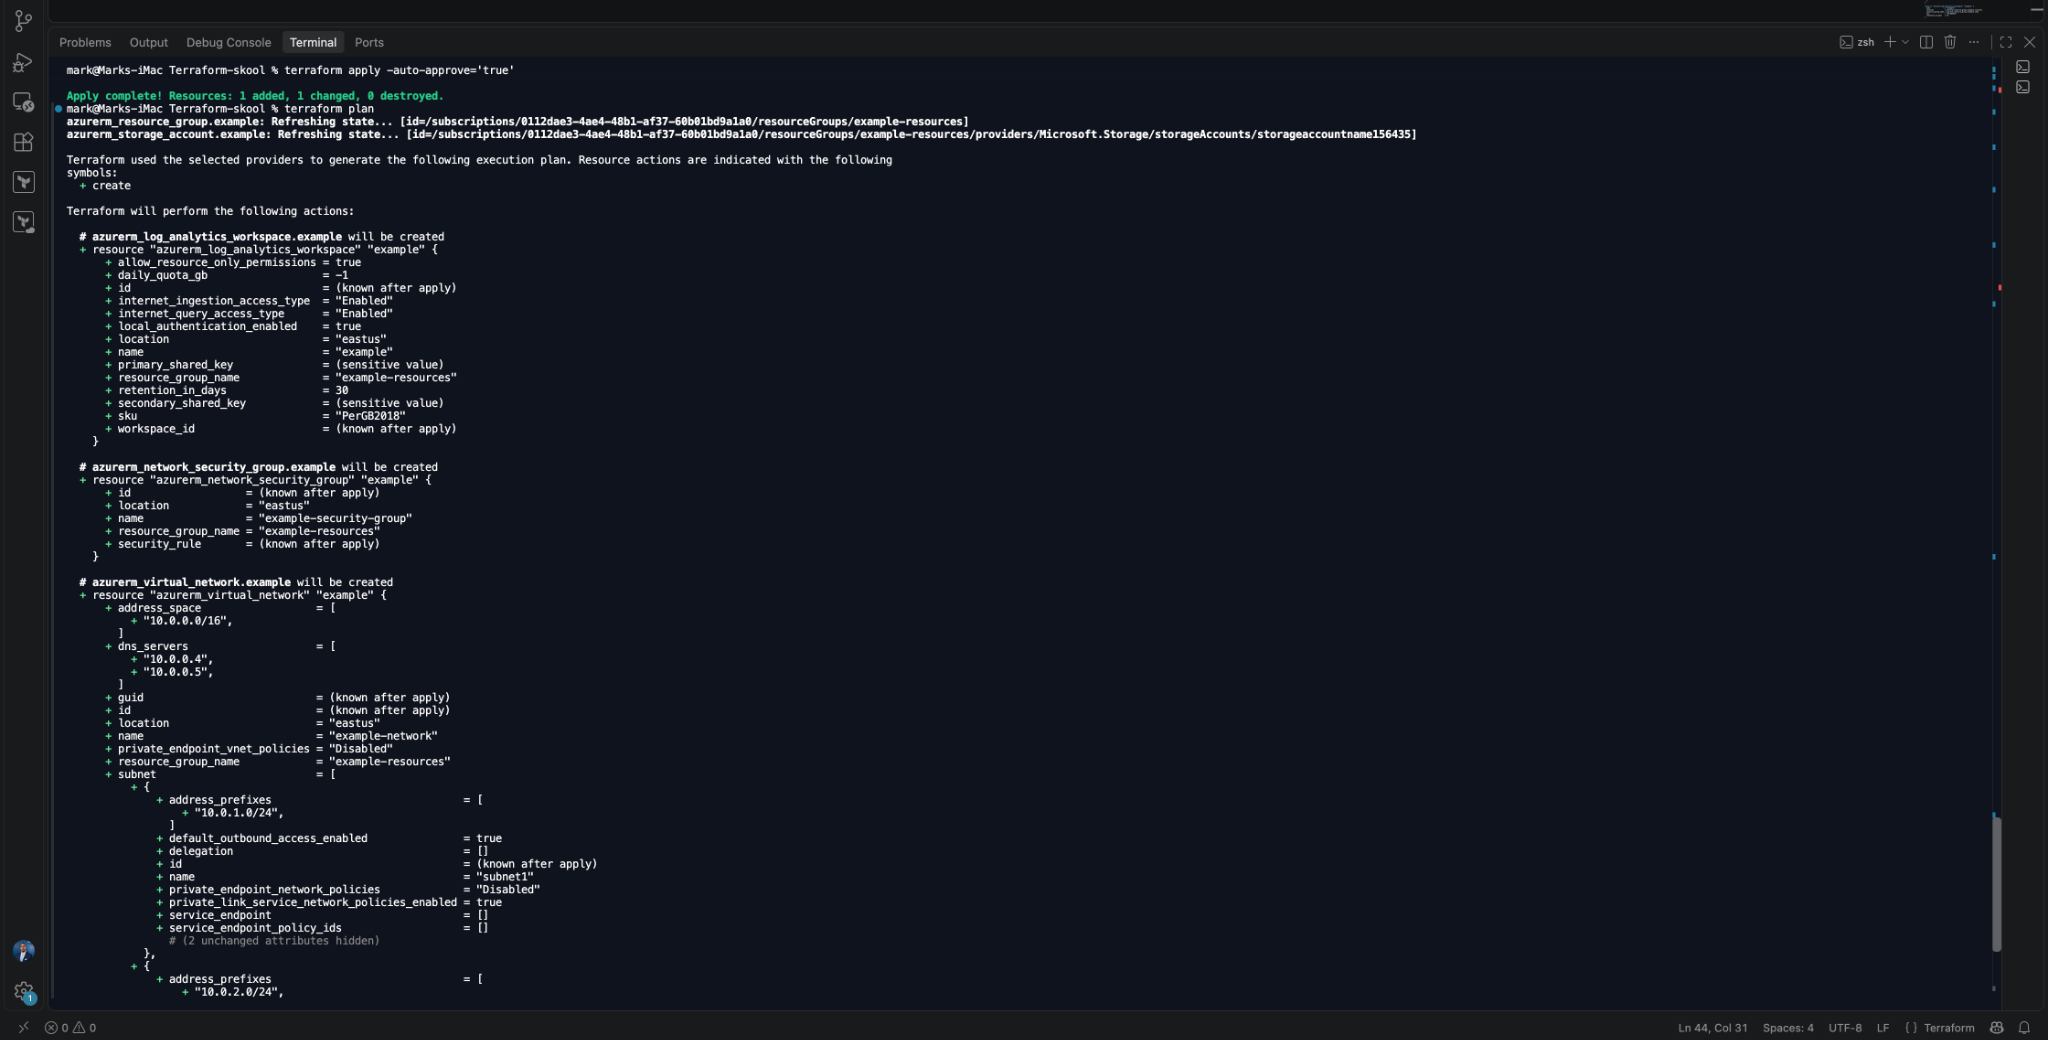 Problems Output Debug Console Terminal Ports
zsh
mark@Marks-iMac Terraform-skool % terraform apply -auto-approve='true'
Apply complete! Resources: 1 added, 1 changed, 0 destroyed.
mark@Marks-iMac Terraform-skool % terraform plan
azurerm_resource_group.example: Refreshing state... [id=/subscriptions/0112dae3-4ae4-48b1-af37-60b01bd9a1a0/resourceGroups/example-resources]
azurerm_storage_account.example: Refreshing state... [id=/subscriptions/0112dae3-4ae4-48b1-af37-60b01bd9a1a0/resourceGroups/example-resources/providers/Microsoft.Storage/storageAccounts/storageaccountname156435]
Terraform used the selected providers to generate the following execution plan. Resource actions are indicated with the following
symbols:
+ create
Terraform will perform the following actions:
# azurerm_log_analytics_workspace.example will be created
+ resource "azurerm_log_analytics_workspace" "example" {
+ allow_resource_only_permissions = true
+ daily_quota_gb = -1
+ id = (known after apply)
+ internet_ingestion_access_type = "Enabled"
+ internet_query_access_type = "Enabled"
+ local_authentication_enabled = true
+ location = "eastus"
+ name = "example"
+ primary_shared_key = (sensitive value)
+ resource_group_name = "example-resources"
+ retention_in_days = 30
+ secondary_shared_key = (sensitive value)
+ sku = "PerGB2018"
+ workspace_id = (known after apply)
}
# azurerm_network_security_group.example will be created
+ resource "azurerm_network_security_group" "example" {
+ id = (known after apply)
+ location = "eastus"
+ name = "example-security-group"
+ resource_group_name = "example-resources"
+ security_rule = (known after apply)
}
# azurerm_virtual_network.example will be created
+ resource "azurerm_virtual_network" "example" {
+ address_space = [
+ "10.0.0.0/16",
]
+ dns_servers = [
+ "10.0.0.4",
+ "10.0.0.5",
]
+ guid = (known after apply)
+ id = (known after apply)
+ location = "eastus"
+ name = "example-network"
+ private_endpoint_vnet_policies = "Disabled"
+ resource_group_name = "example-resources"
+ subnet = [
+ {
+ address_prefixes = [
+ "10.0.1.0/24",
]
+ default_outbound_access_enabled = true
+ delegation = []
+ id = (known after apply)
+ name = "subnet1"
+ private_endpoint_network_policies = "Disabled"
+ private_link_service_network_policies_enabled = true
+ service_endpoint = []
+ service_endpoint_policy_ids = []
# (2 unchanged attributes hidden)
},
+ {
+ address_prefixes = [
+ "10.0.2.0/24",
1
0 0 Ln 44, Col 31 Spaces: 4 UTF-8 LF { } Terraform